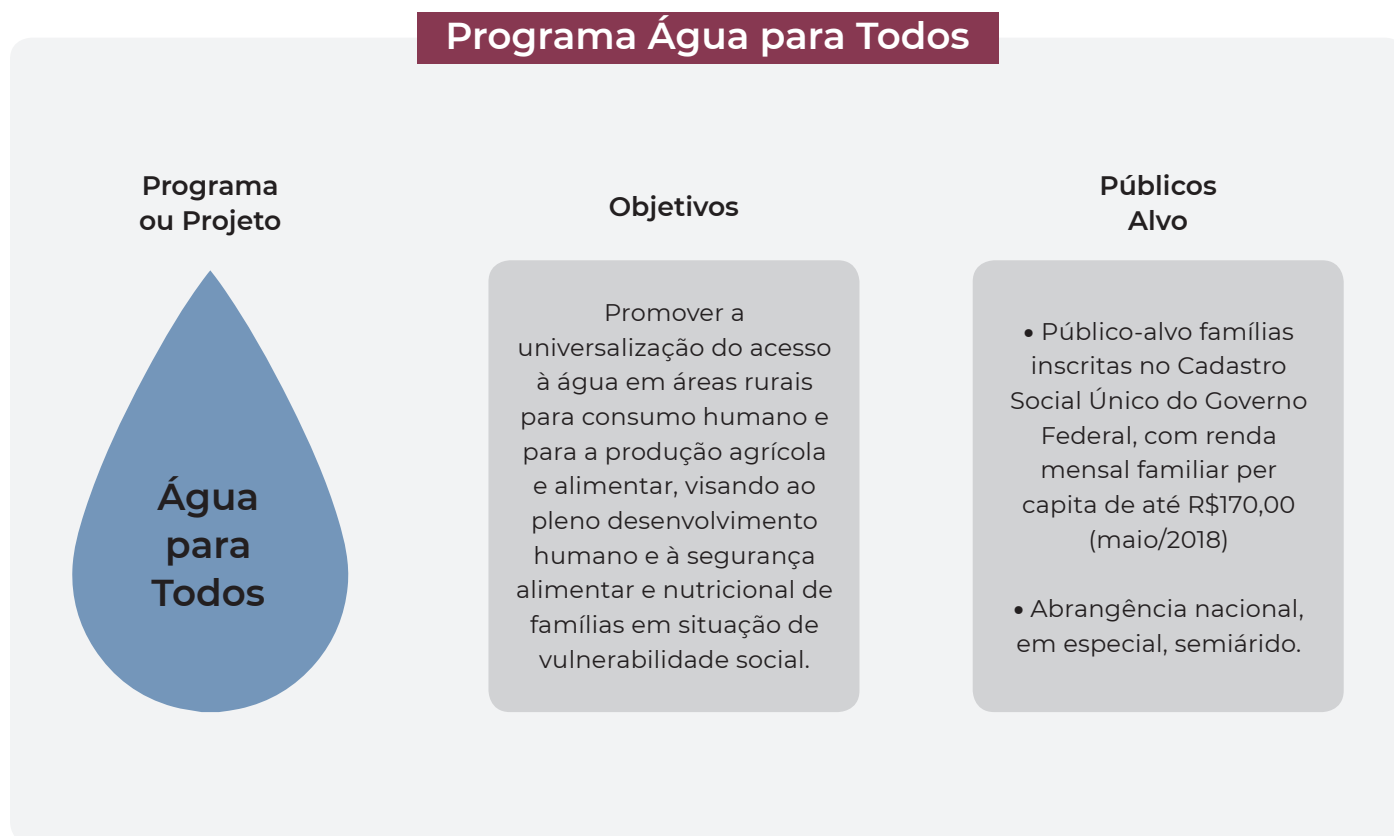 Programa Água para Todos
Programa
ou Projeto
Água
para
Todos
Objetivos
Promover a
universalização do acesso
à água em áreas rurais
para consumo humano e
para a produção agrícola
e alimentar, visando ao
pleno desenvolvimento
humano e à segurança
alimentar e nutricional de
famílias em situação de
vulnerabilidade social.
Públicos
Alvo
• Público-alvo famílias
inscritas no Cadastro
Social Único do Governo
Federal, com renda
mensal familiar per
capita de até R$170,00
(maio/2018)
• Abrangência nacional,
em especial, semiárido.